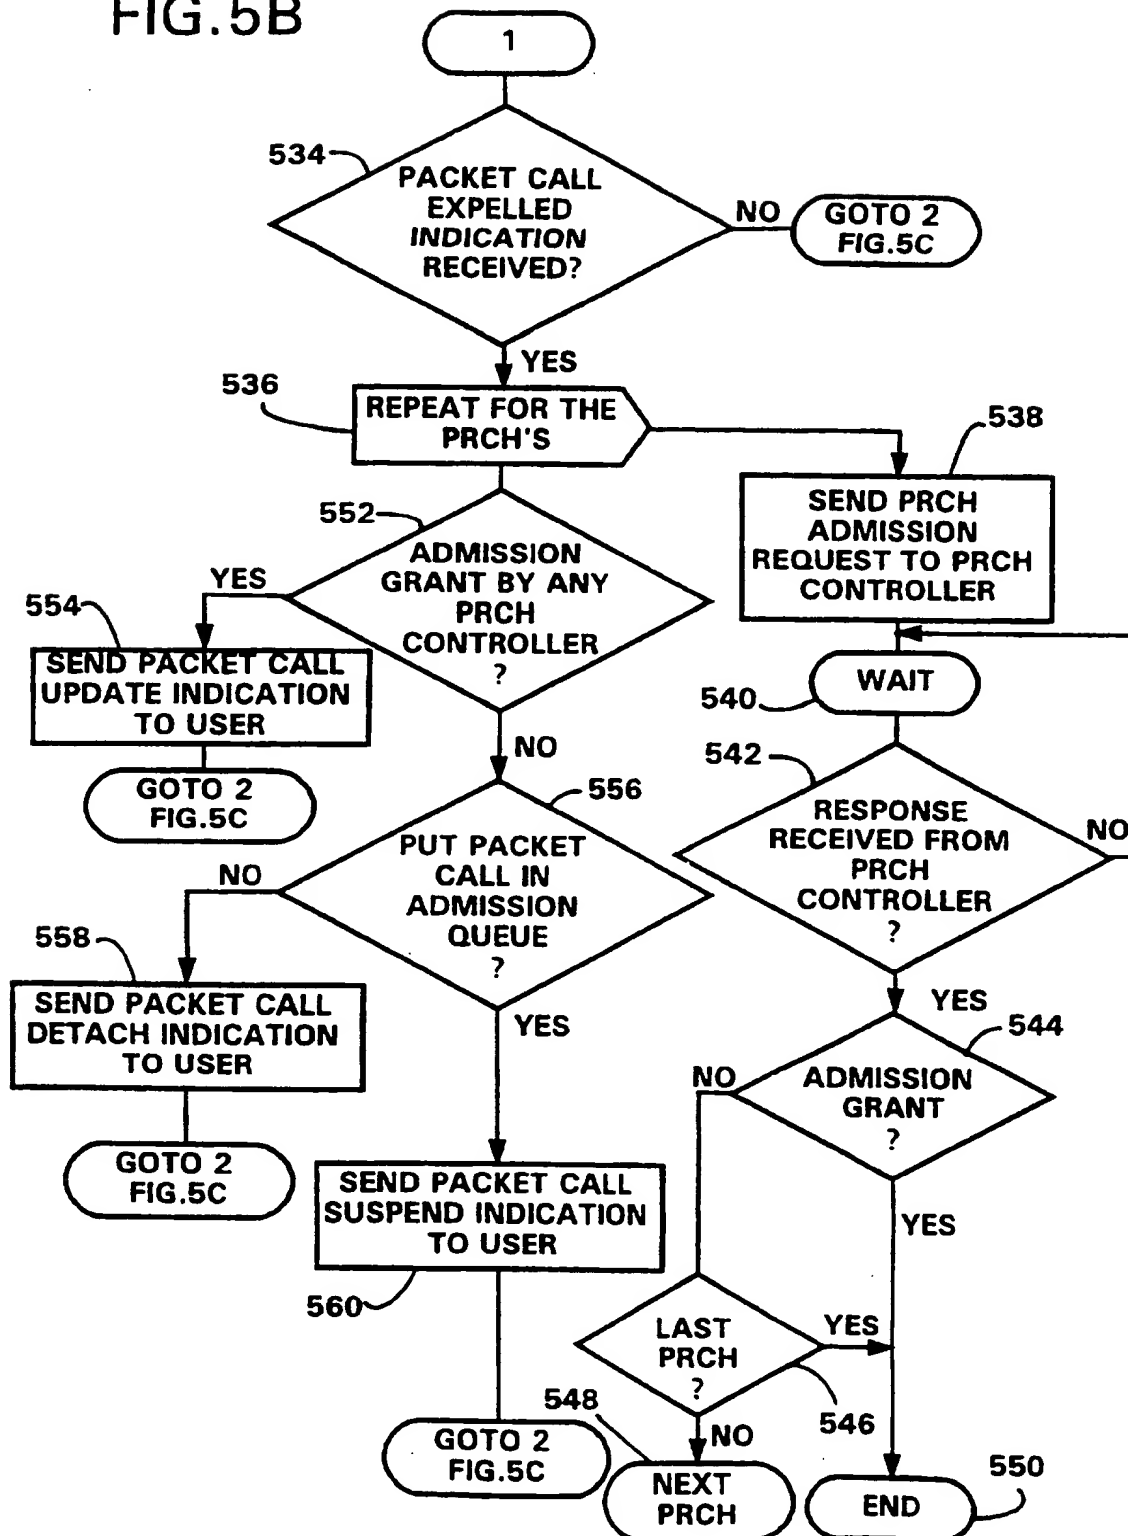 FIG.5B
1
534
PACKET CALL
EXPELLED
INDICATION
RECEIVED?
NO
GOTO 2
FIG.5C
YES
536
REPEAT FOR THE
PRCH'S
538
SEND PRCH
ADMISSION
REQUEST TO PRCH
CONTROLLER
552
ADMISSION
GRANT BY ANY
PRCH
CONTROLLER
?
YES
554
SEND PACKET CALL
UPDATE INDICATION
TO USER
GOTO 2
FIG.5C
NO
WAIT
540
542
RESPONSE
RECEIVED FROM
PRCH
CONTROLLER
?
NO
556
PUT PACKET
CALL IN
ADMISSION
QUEUE
?
NO
558
SEND PACKET CALL
DETACH INDICATION
TO USER
GOTO 2
FIG.5C
YES
YES
544
ADMISSION
GRANT
?
NO
YES
SEND PACKET CALL
SUSPEND INDICATION
TO USER
560
GOTO 2
FIG.5C
LAST
PRCH
?
YES
546
548
NO
NEXT
PRCH
END
550